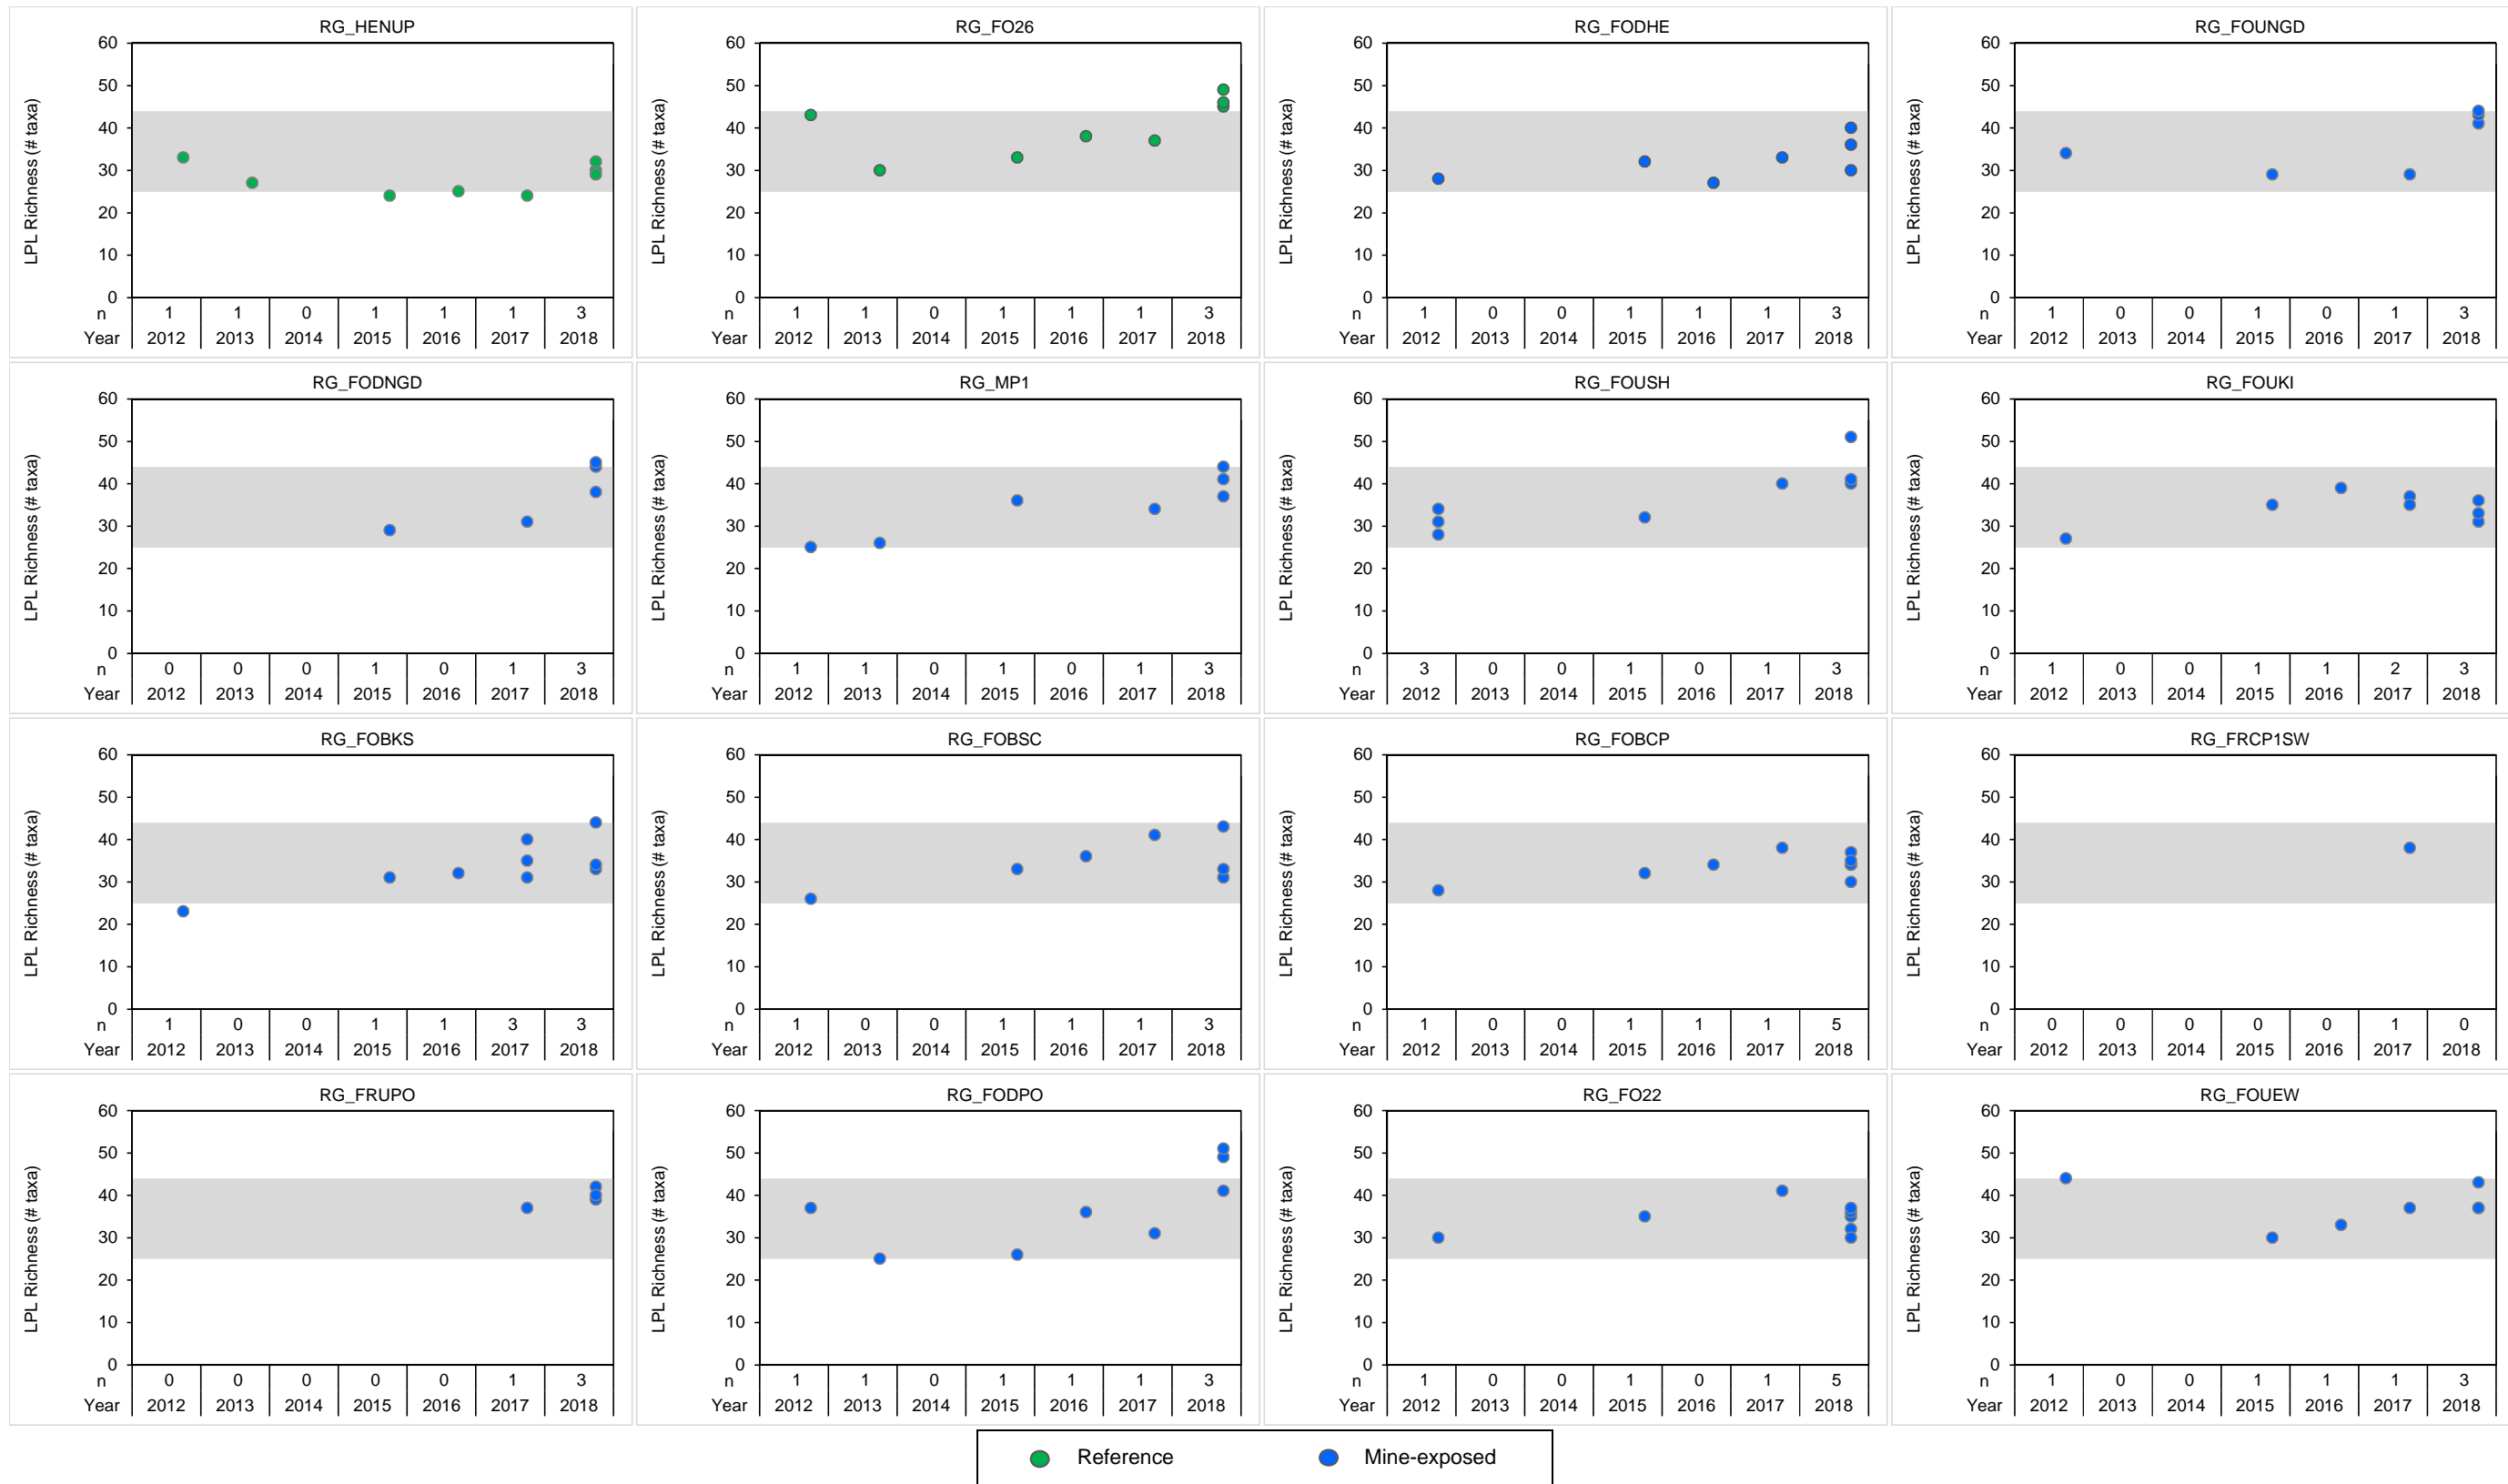 RG_HENUP
60
50
40
30
20
10
0
LPL Richness (# taxa)
n 1 1 0 1 1 1 3
Year 2012 2013 2014 2015 2016 2017 2018
RG_FO26
60
50
40
30
20
10
0
LPL Richness (# taxa)
n 1 1 0 1 1 1 3
Year 2012 2013 2014 2015 2016 2017 2018
RG_FODHE
60
50
40
30
20
10
0
LPL Richness (# taxa)
n 1 0 0 1 1 1 3
Year 2012 2013 2014 2015 2016 2017 2018
RG_FOUNGD
60
50
40
30
20
10
0
LPL Richness (# taxa)
n 1 0 0 1 0 1 3
Year 2012 2013 2014 2015 2016 2017 2018
RG_FODNGD
60
50
40
30
20
10
0
LPL Richness (# taxa)
n 0 0 0 1 0 1 3
Year 2012 2013 2014 2015 2016 2017 2018
RG_MP1
60
50
40
30
20
10
0
LPL Richness (# taxa)
n 1 1 0 1 0 1 3
Year 2012 2013 2014 2015 2016 2017 2018
RG_FOUSH
60
50
40
30
20
10
0
LPL Richness (# taxa)
n 3 0 0 1 0 1 3
Year 2012 2013 2014 2015 2016 2017 2018
RG_FOUKI
60
50
40
30
20
10
0
LPL Richness (# taxa)
n 1 0 0 1 1 2 3
Year 2012 2013 2014 2015 2016 2017 2018
RG_FOBKS
60
50
40
30
20
10
0
LPL Richness (# taxa)
n 1 0 0 1 1 3 3
Year 2012 2013 2014 2015 2016 2017 2018
RG_FOBSC
60
50
40
30
20
10
0
LPL Richness (# taxa)
n 1 0 0 1 1 1 3
Year 2012 2013 2014 2015 2016 2017 2018
RG_FOBCP
60
50
40
30
20
10
0
LPL Richness (# taxa)
n 1 0 0 1 1 1 5
Year 2012 2013 2014 2015 2016 2017 2018
RG_FRCP1SW
60
50
40
30
20
10
0
LPL Richness (# taxa)
n 0 0 0 0 0 1 0
Year 2012 2013 2014 2015 2016 2017 2018
RG_FRUPO
60
50
40
30
20
10
0
LPL Richness (# taxa)
n 0 0 0 0 0 1 3
Year 2012 2013 2014 2015 2016 2017 2018
RG_FODPO
60
50
40
30
20
10
0
LPL Richness (# taxa)
n 1 1 0 1 1 1 3
Year 2012 2013 2014 2015 2016 2017 2018
RG_FO22
60
50
40
30
20
10
0
LPL Richness (# taxa)
n 1 0 0 1 0 1 5
Year 2012 2013 2014 2015 2016 2017 2018
RG_FOUEW
60
50
40
30
20
10
0
LPL Richness (# taxa)
n 1 0 0 1 1 1 3
Year 2012 2013 2014 2015 2016 2017 2018
Reference Mine-exposed